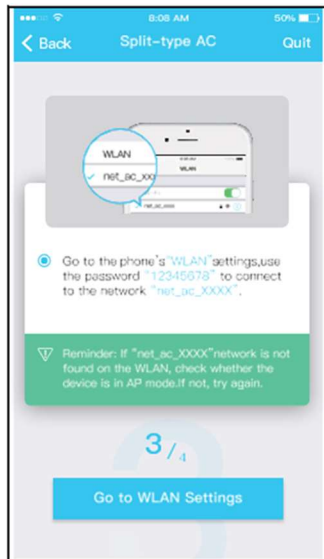 8:08 AM
50%
Back
Split-type AC
Quit
WLAN
net_ac_xxx
WLAN
net_ac_xxxx
Go to the phone's "WLAN" settings,use
the password "12345678" to connect
to the network "net_ac_XXXX".
Reminder: If "net_ac_XXXX" network is not
found on the WLAN, check whether the
device is in AP mode.If not, try again.
3/4
Go to WLAN Settings